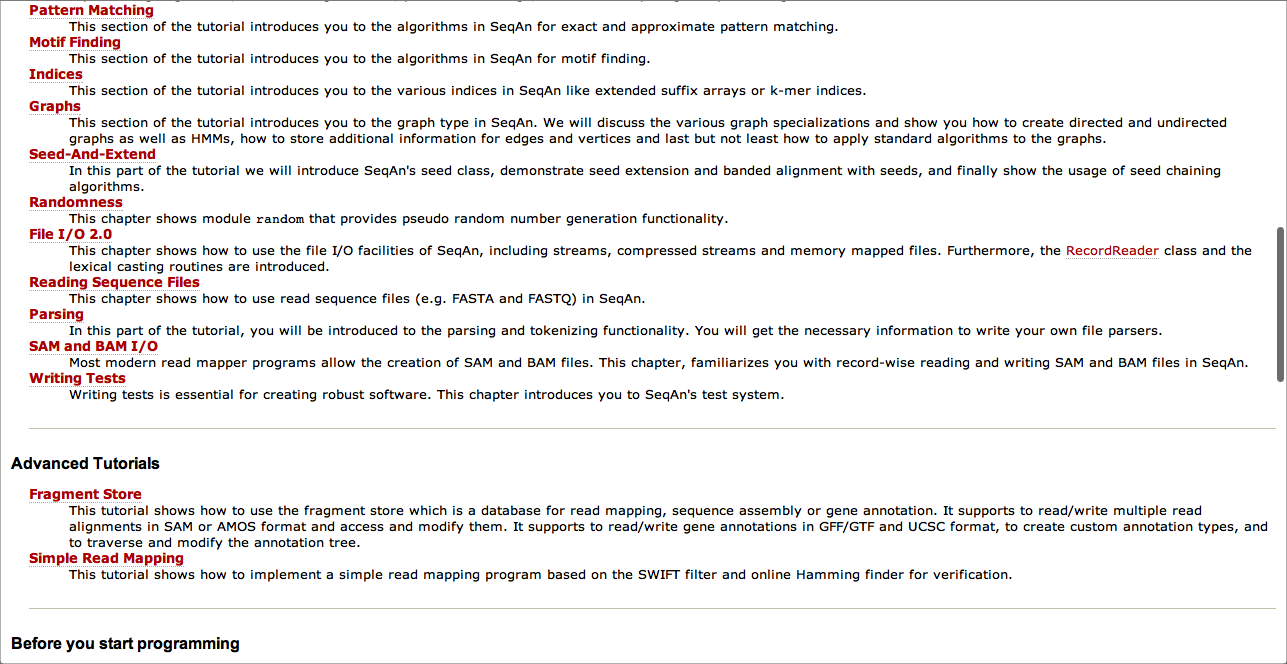 Pattern Matching
This section of the tutorial introduces you to the algorithms in SeqAn for exact and approximate pattern matching.
Motif Finding
This section of the tutorial introduces you to the algorithms in SeqAn for motif finding.
Indices
This section of the tutorial introduces you to the various indices in SeqAn like extended suffix arrays or k-mer indices.
Graphs
This section of the tutorial introduces you to the graph type in SeqAn. We will discuss the various graph specializations and show you how to create directed and undirected
graphs as well as HMMs, how to store additional information for edges and vertices and last but not least how to apply standard algorithms to the graphs.
Seed-And-Extend
In this part of the tutorial we will introduce SeqAn's seed class, demonstrate seed extension and banded alignment with seeds, and finally show the usage of seed chaining
algorithms.
Randomness
This chapter shows module random that provides pseudo random number generation functionality.
File I/O 2.0
This chapter shows how to use the file I/O facilities of SeqAn, including streams, compressed streams and memory mapped files. Furthermore, the RecordReader class and the
lexical casting routines are introduced.
Reading Sequence Files
This chapter shows how to use read sequence files (e.g. FASTA and FASTQ) in SeqAn.
Parsing
In this part of the tutorial, you will be introduced to the parsing and tokenizing functionality. You will get the necessary information to write your own file parsers.
SAM and BAM I/O
Most modern read mapper programs allow the creation of SAM and BAM files. This chapter, familiarizes you with record-wise reading and writing SAM and BAM files in SeqAn.
Writing Tests
Writing tests is essential for creating robust software. This chapter introduces you to SeqAn's test system.
Advanced Tutorials
Fragment Store
This tutorial shows how to use the fragment store which is a database for read mapping, sequence assembly or gene annotation. It supports to read/write multiple read
alignments in SAM or AMOS format and access and modify them. It supports to read/write gene annotations in GFF/GTF and UCSC format, to create custom annotation types, and
to traverse and modify the annotation tree.
Simple Read Mapping
This tutorial shows how to implement a simple read mapping program based on the SWIFT filter and online Hamming finder for verification.
Before you start programming